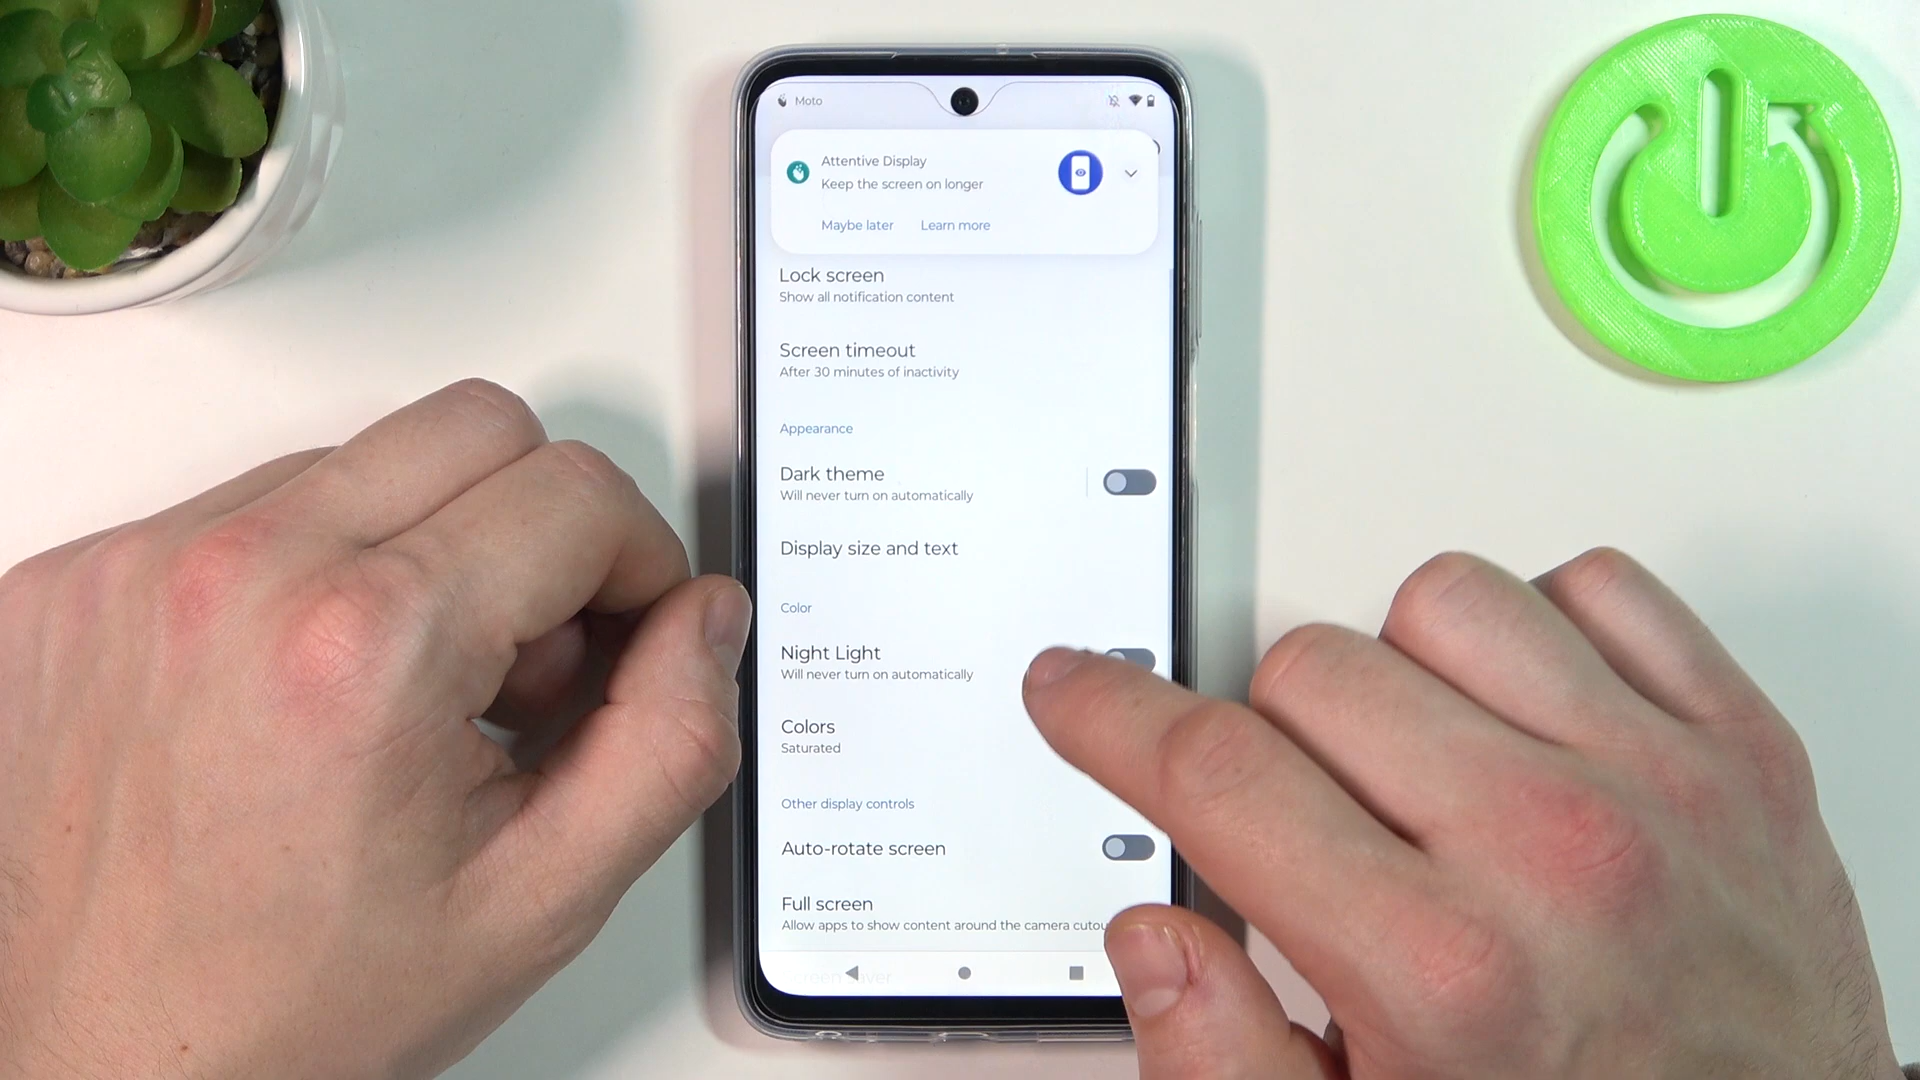 Moto
Attentive Display
Keep the screen on longer
Maybe later Learn more
Lock screen
Show all notification content
Screen timeout
After 30 minutes of inactivity
Appearance
Dark theme
Will never turn on automatically
Display size and text
Color
Night Light
Will never turn on automatically
Colors
Saturated
Other display controls
Auto-rotate screen
Full screen
Allow apps to show content around the camera